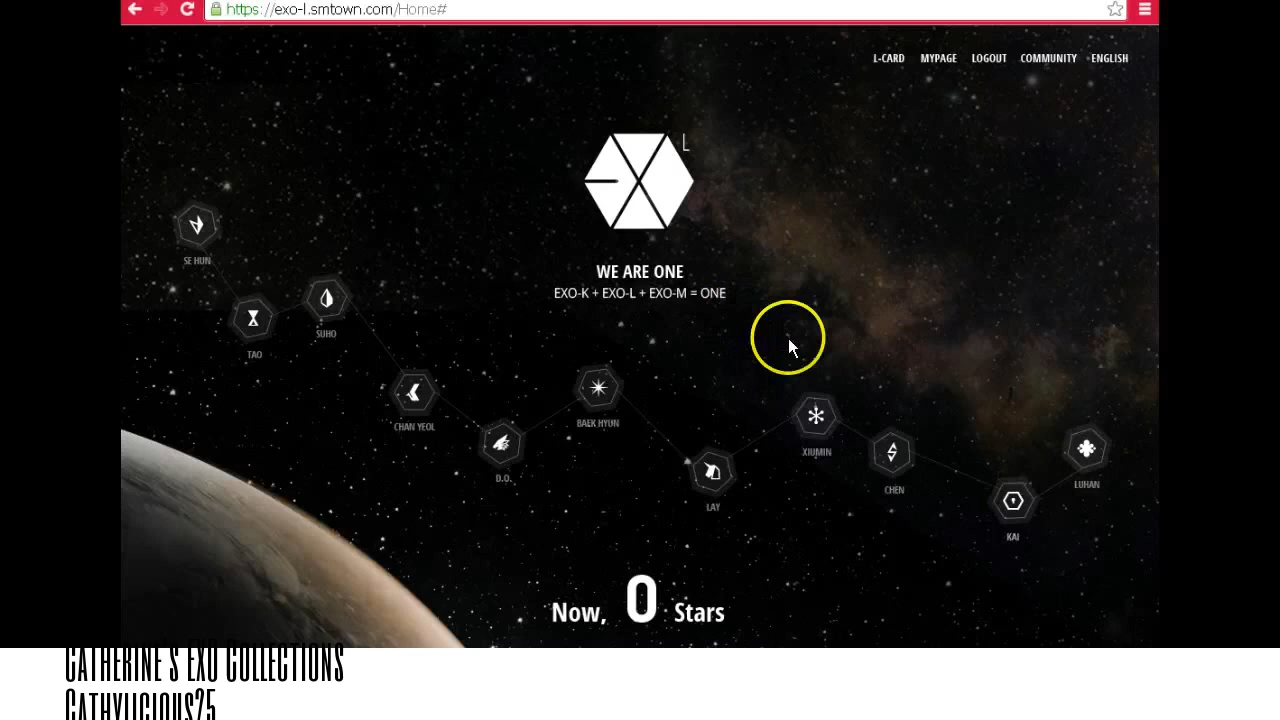 https://exo-l.smtown.com/Home#
L-CARD MYPAGE LOGOUT COMMUNITY ENGLISH
L
WE ARE ONE
EXO-K + EXO-L + EXO-M = ONE
SE HUN
TAO
SUHO
CHAN YEOL
D.O.
BAEK HYUN
LAY
XIUMIN
CHEN
KAI
LUHAN
Now, 0 Stars
CATHERINE'S EXO COLLECTIONS
CATHYLICIOUS25